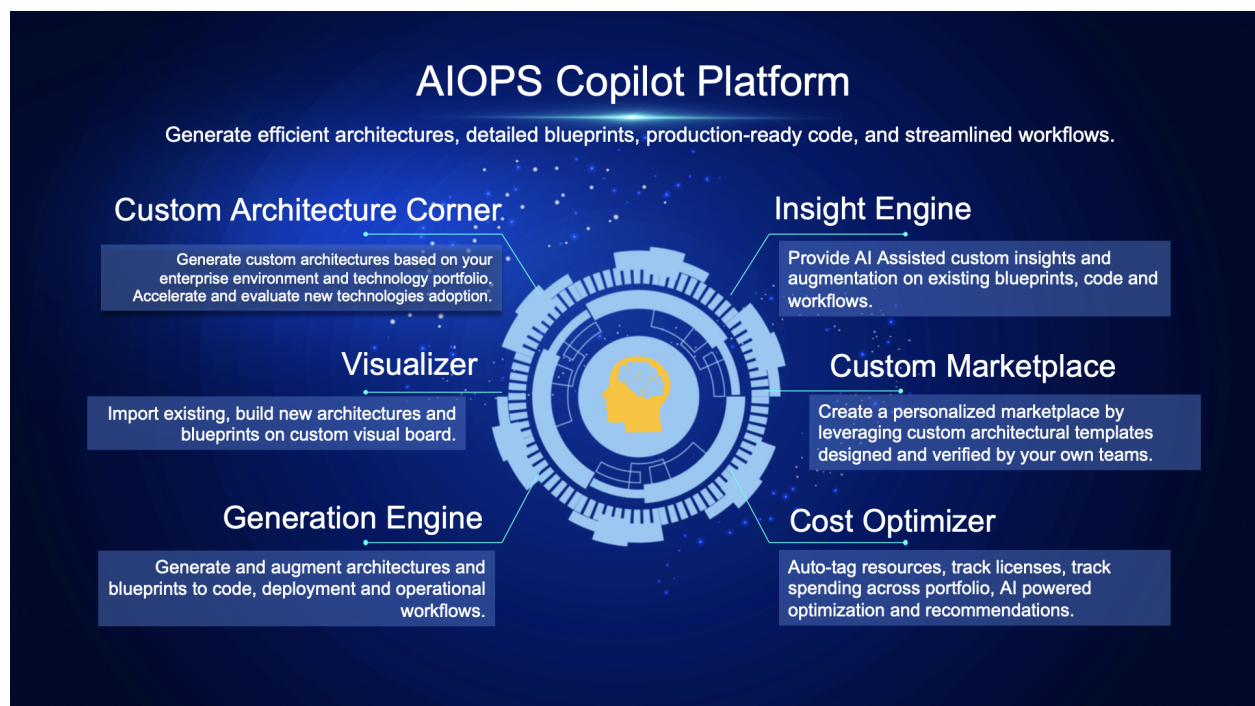 AIOPS Copilot Platform
Generate efficient architectures, detailed blueprints, production-ready code, and streamlined workflows.
Custom Architecture Corner
Generate custom architectures based on your
enterprise environment and technology portfolio.
Accelerate and evaluate new technologies adoption.
Visualizer
Import existing, build new architectures and
blueprints on custom visual board.
Generation Engine
Generate and augment architectures and
blueprints to code, deployment and operational
workflows.
Insight Engine
Provide AI Assisted custom insights and
augmentation on existing blueprints, code and
workflows.
Custom Marketplace
Create a personalized marketplace by
leveraging custom architectural templates
designed and verified by your own teams.
Cost Optimizer
Auto-tag resources, track licenses, track
spending across portfolio, AI powered
optimization and recommendations.